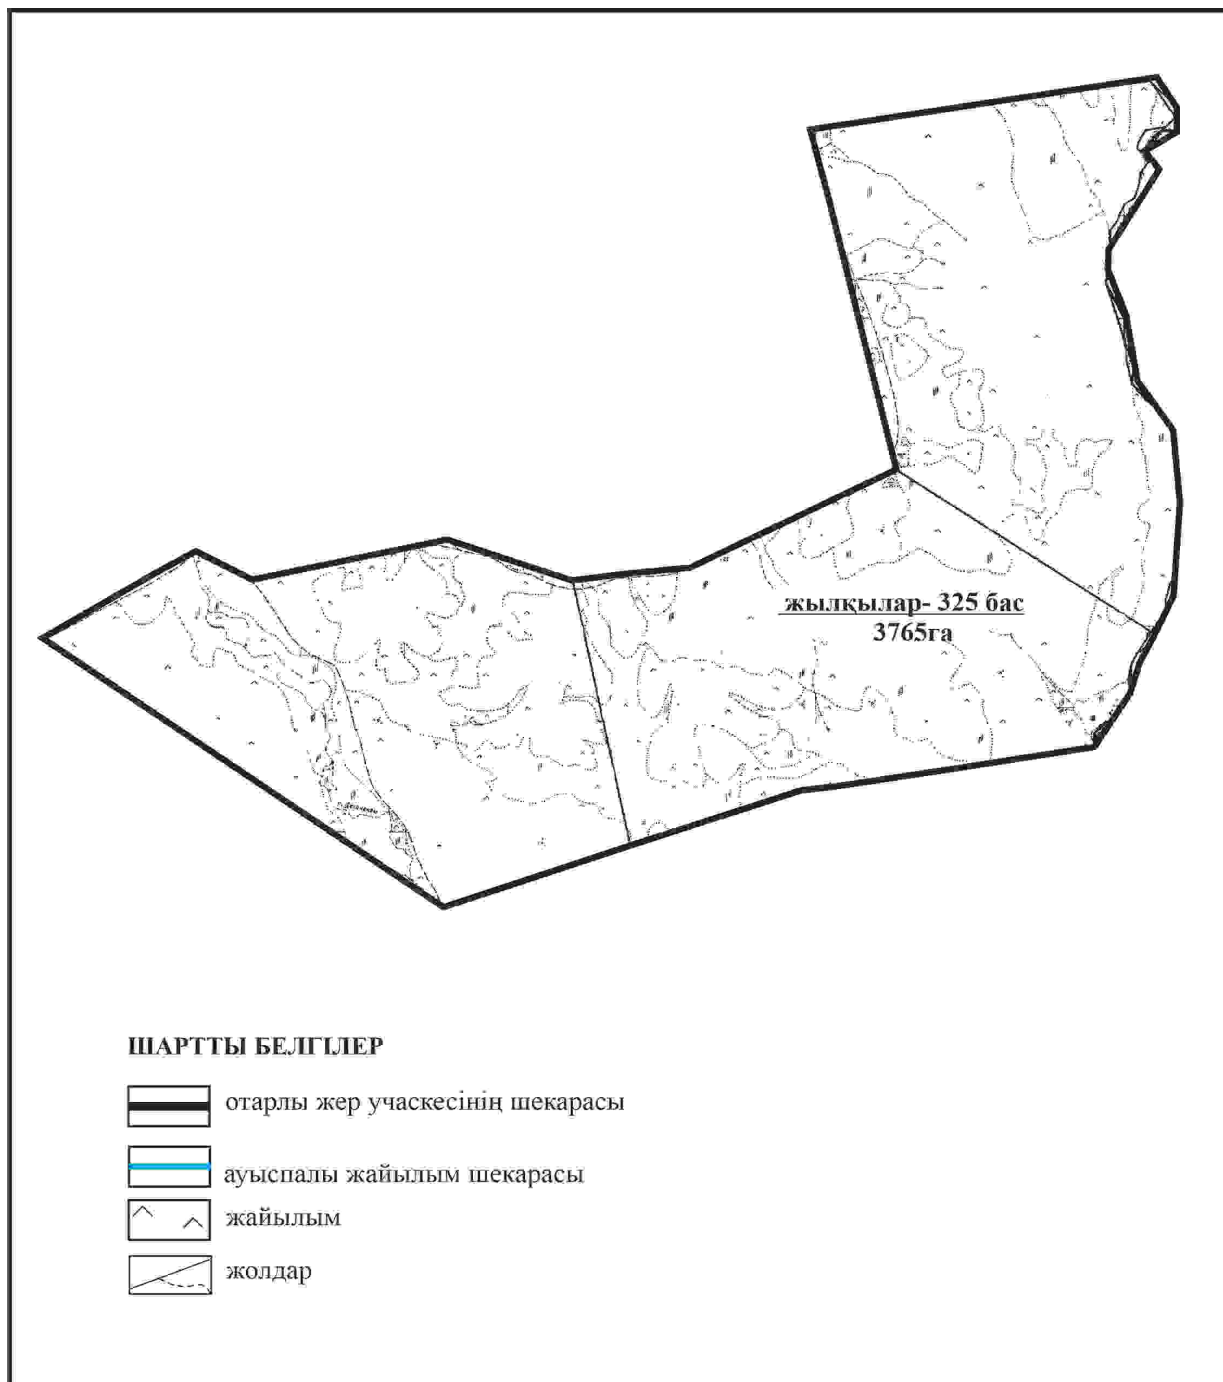 жылқылар- 325 бас
3765га
ШАРТТЫ БЕЛГІЛЕР
отарлы жер учаскесінің шекарасы
ауыспалы жайылым шекарасы
жайылым
жолдар